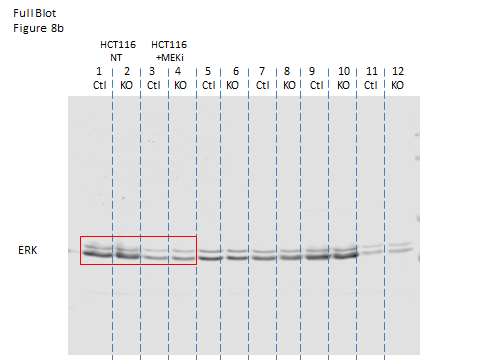 Full Blot
Figure 8b
HCT116 HCT116
NT +MEKi
1 2 3 4 5 6 7 8 9 10 11 12
Ctl KO Ctl KO Ctl KO Ctl KO Ctl KO Ctl KO
ERK